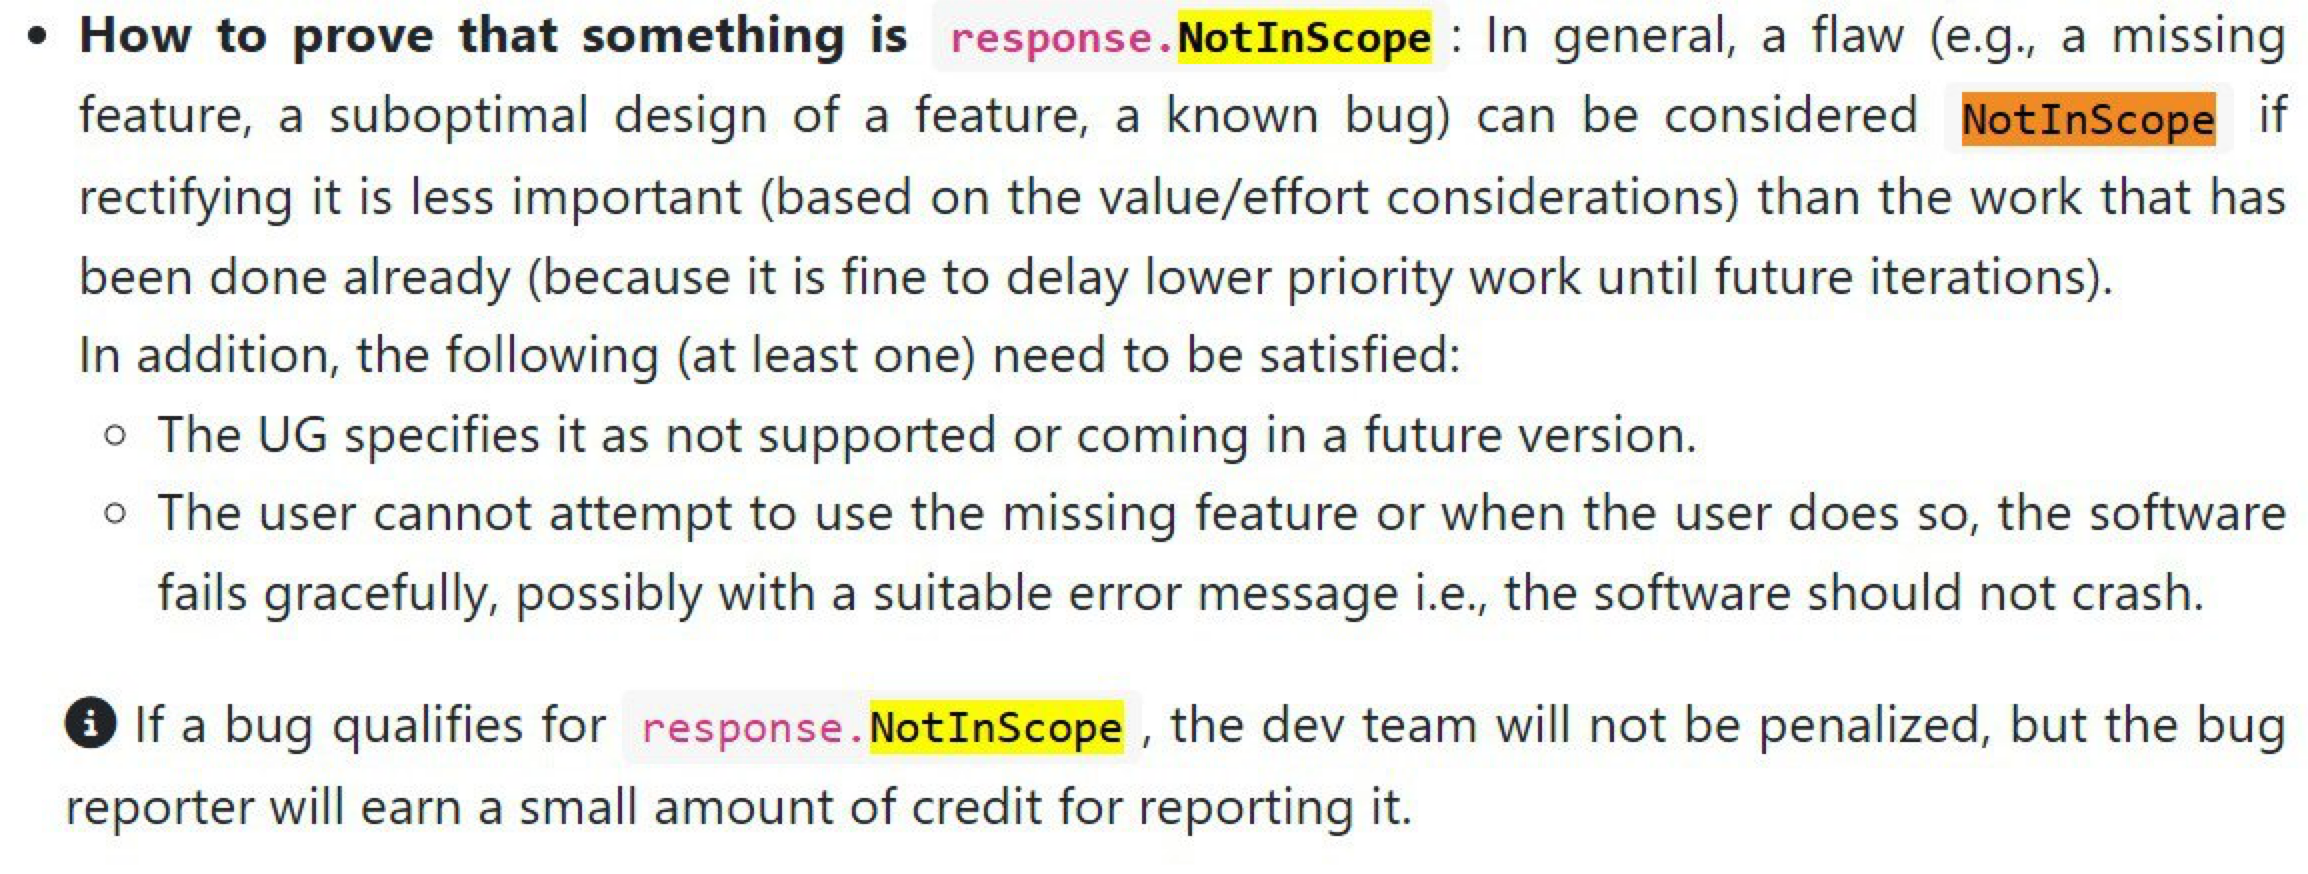 • How to prove that something is response.NotInScope : In general, a flaw (e.g., a missing
feature, a suboptimal design of a feature, a known bug) can be considered NotInScope if
rectifying it is less important (based on the value/effort considerations) than the work that has
been done already (because it is fine to delay lower priority work until future iterations).
In addition, the following (at least one) need to be satisfied:
○ The UG specifies it as not supported or coming in a future version.
○ The user cannot attempt to use the missing feature or when the user does so, the software
fails gracefully, possibly with a suitable error message i.e., the software should not crash.
i If a bug qualifies for response.NotInScope , the dev team will not be penalized, but the bug
reporter will earn a small amount of credit for reporting it.